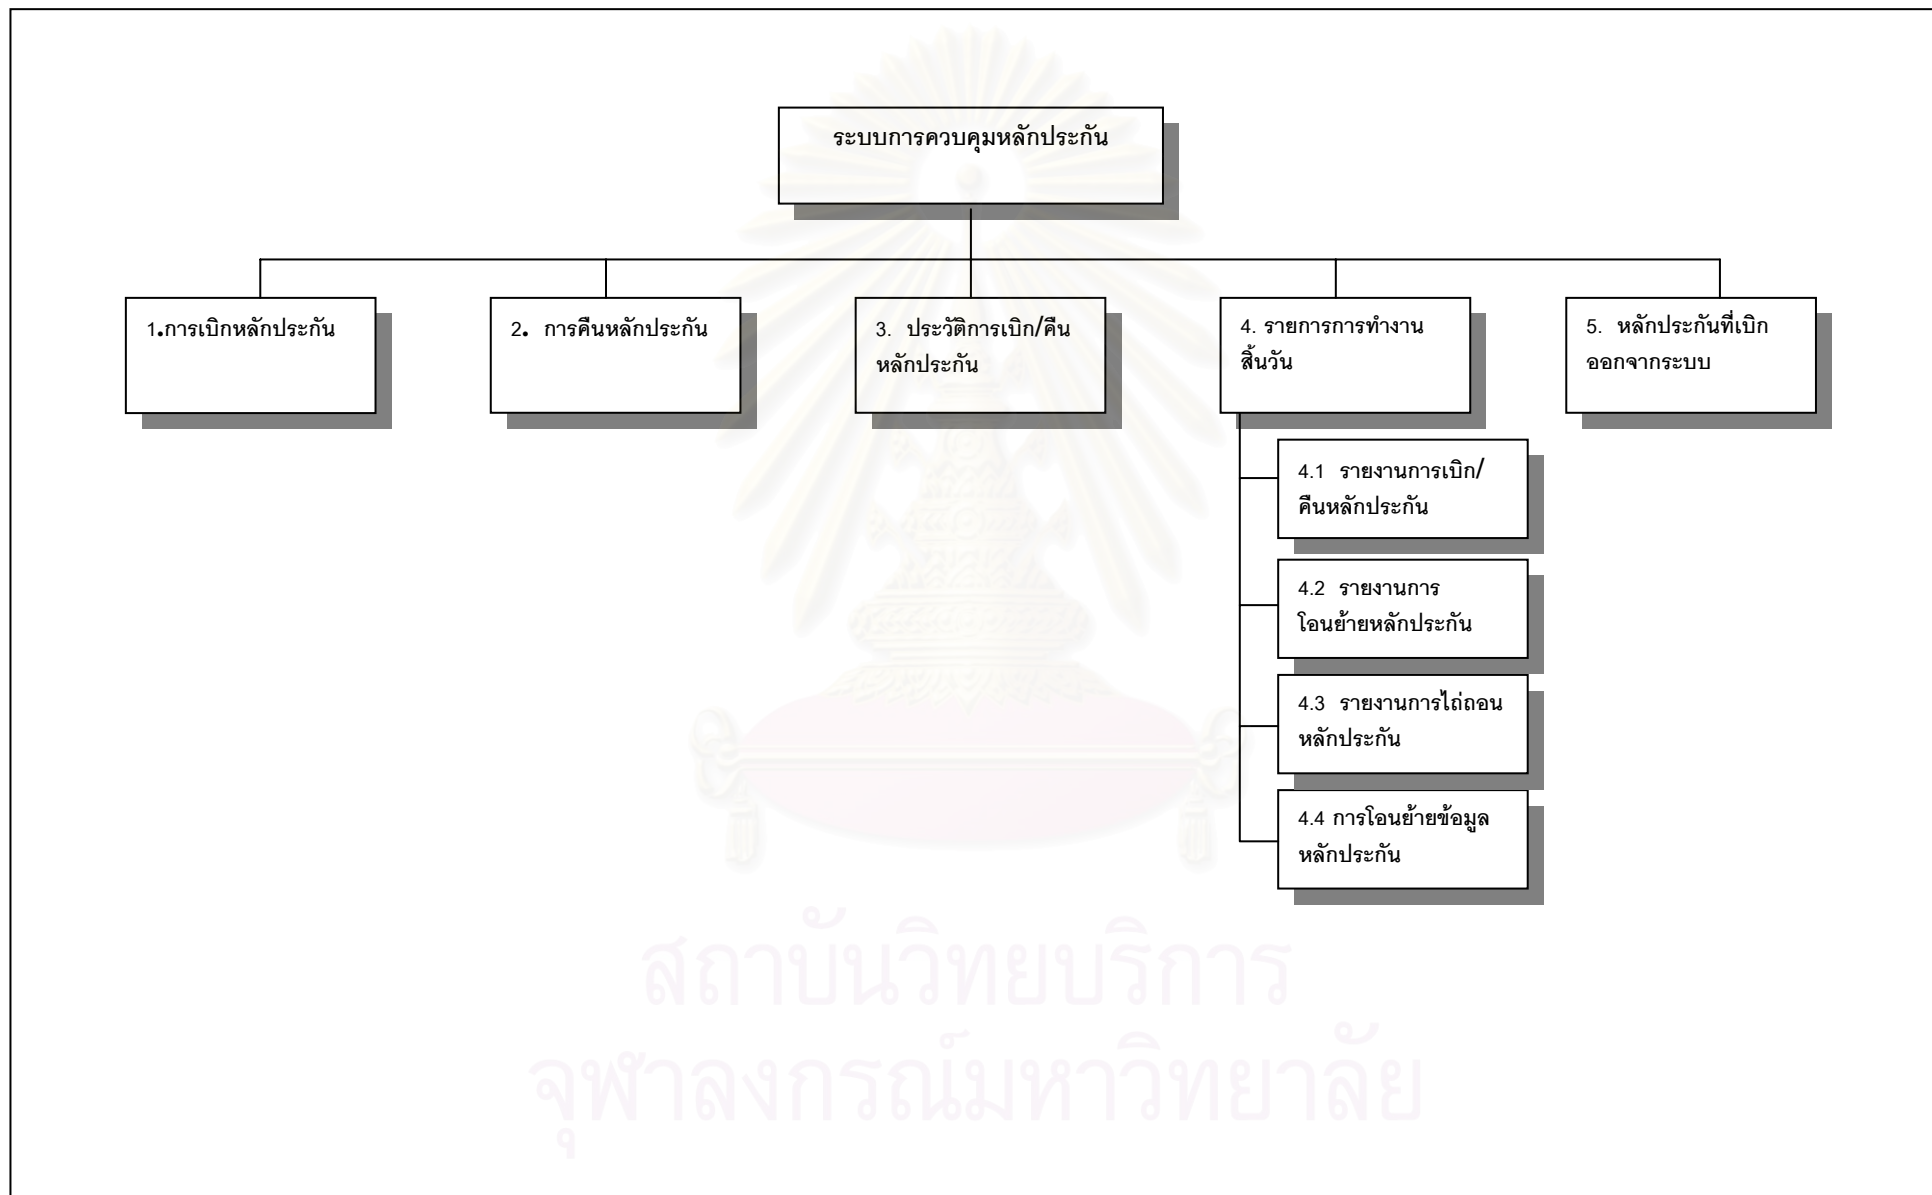 ระบบการควบคุมหลักประกัน
1.การเบิกหลักประกัน
2. การคืนหลักประกัน
3. ประวัติการเบิก/คืน
หลักประกัน
4. รายการการทำงาน
สิ้นวัน
5. หลักประกันที่เบิก
ออกจากระบบ
4.1 รายงานการเบิก/
คืนหลักประกัน
4.2 รายงานการ
โอนย้ายหลักประกัน
4.3 รายงานการไถ่ถอน
หลักประกัน
4.4 การโอนย้ายข้อมูล
หลักประกัน
สถาบันวิทยบริการ
จุฬาลงกรณ์มหาวิทยาลัย